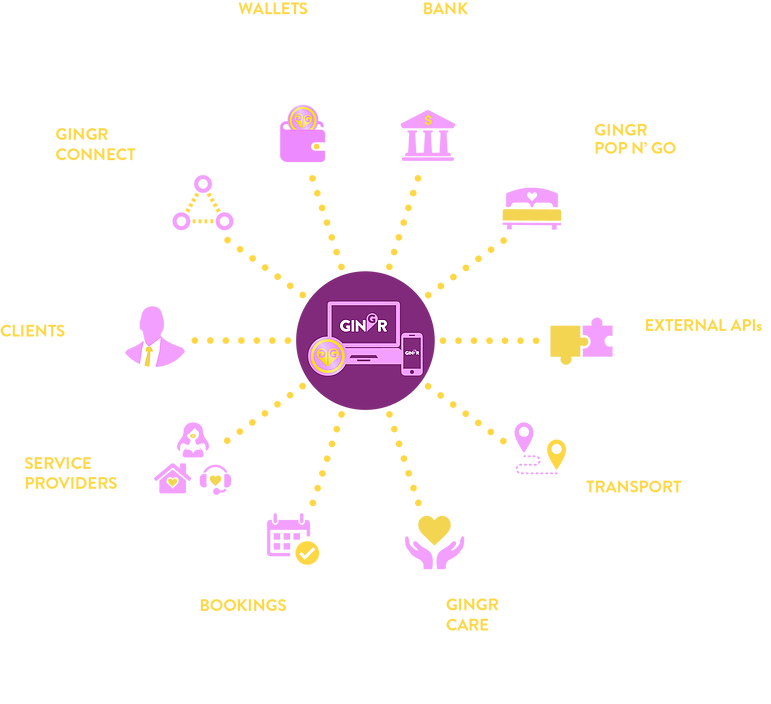 WALLETS
BANK
GINGR
CONNECT
GINGR
POP N’ GO
CLIENTS
EXTERNAL APIs
GINGR
GINGR
SERVICE
PROVIDERS
TRANSPORT
BOOKINGS
GINGR
CARE